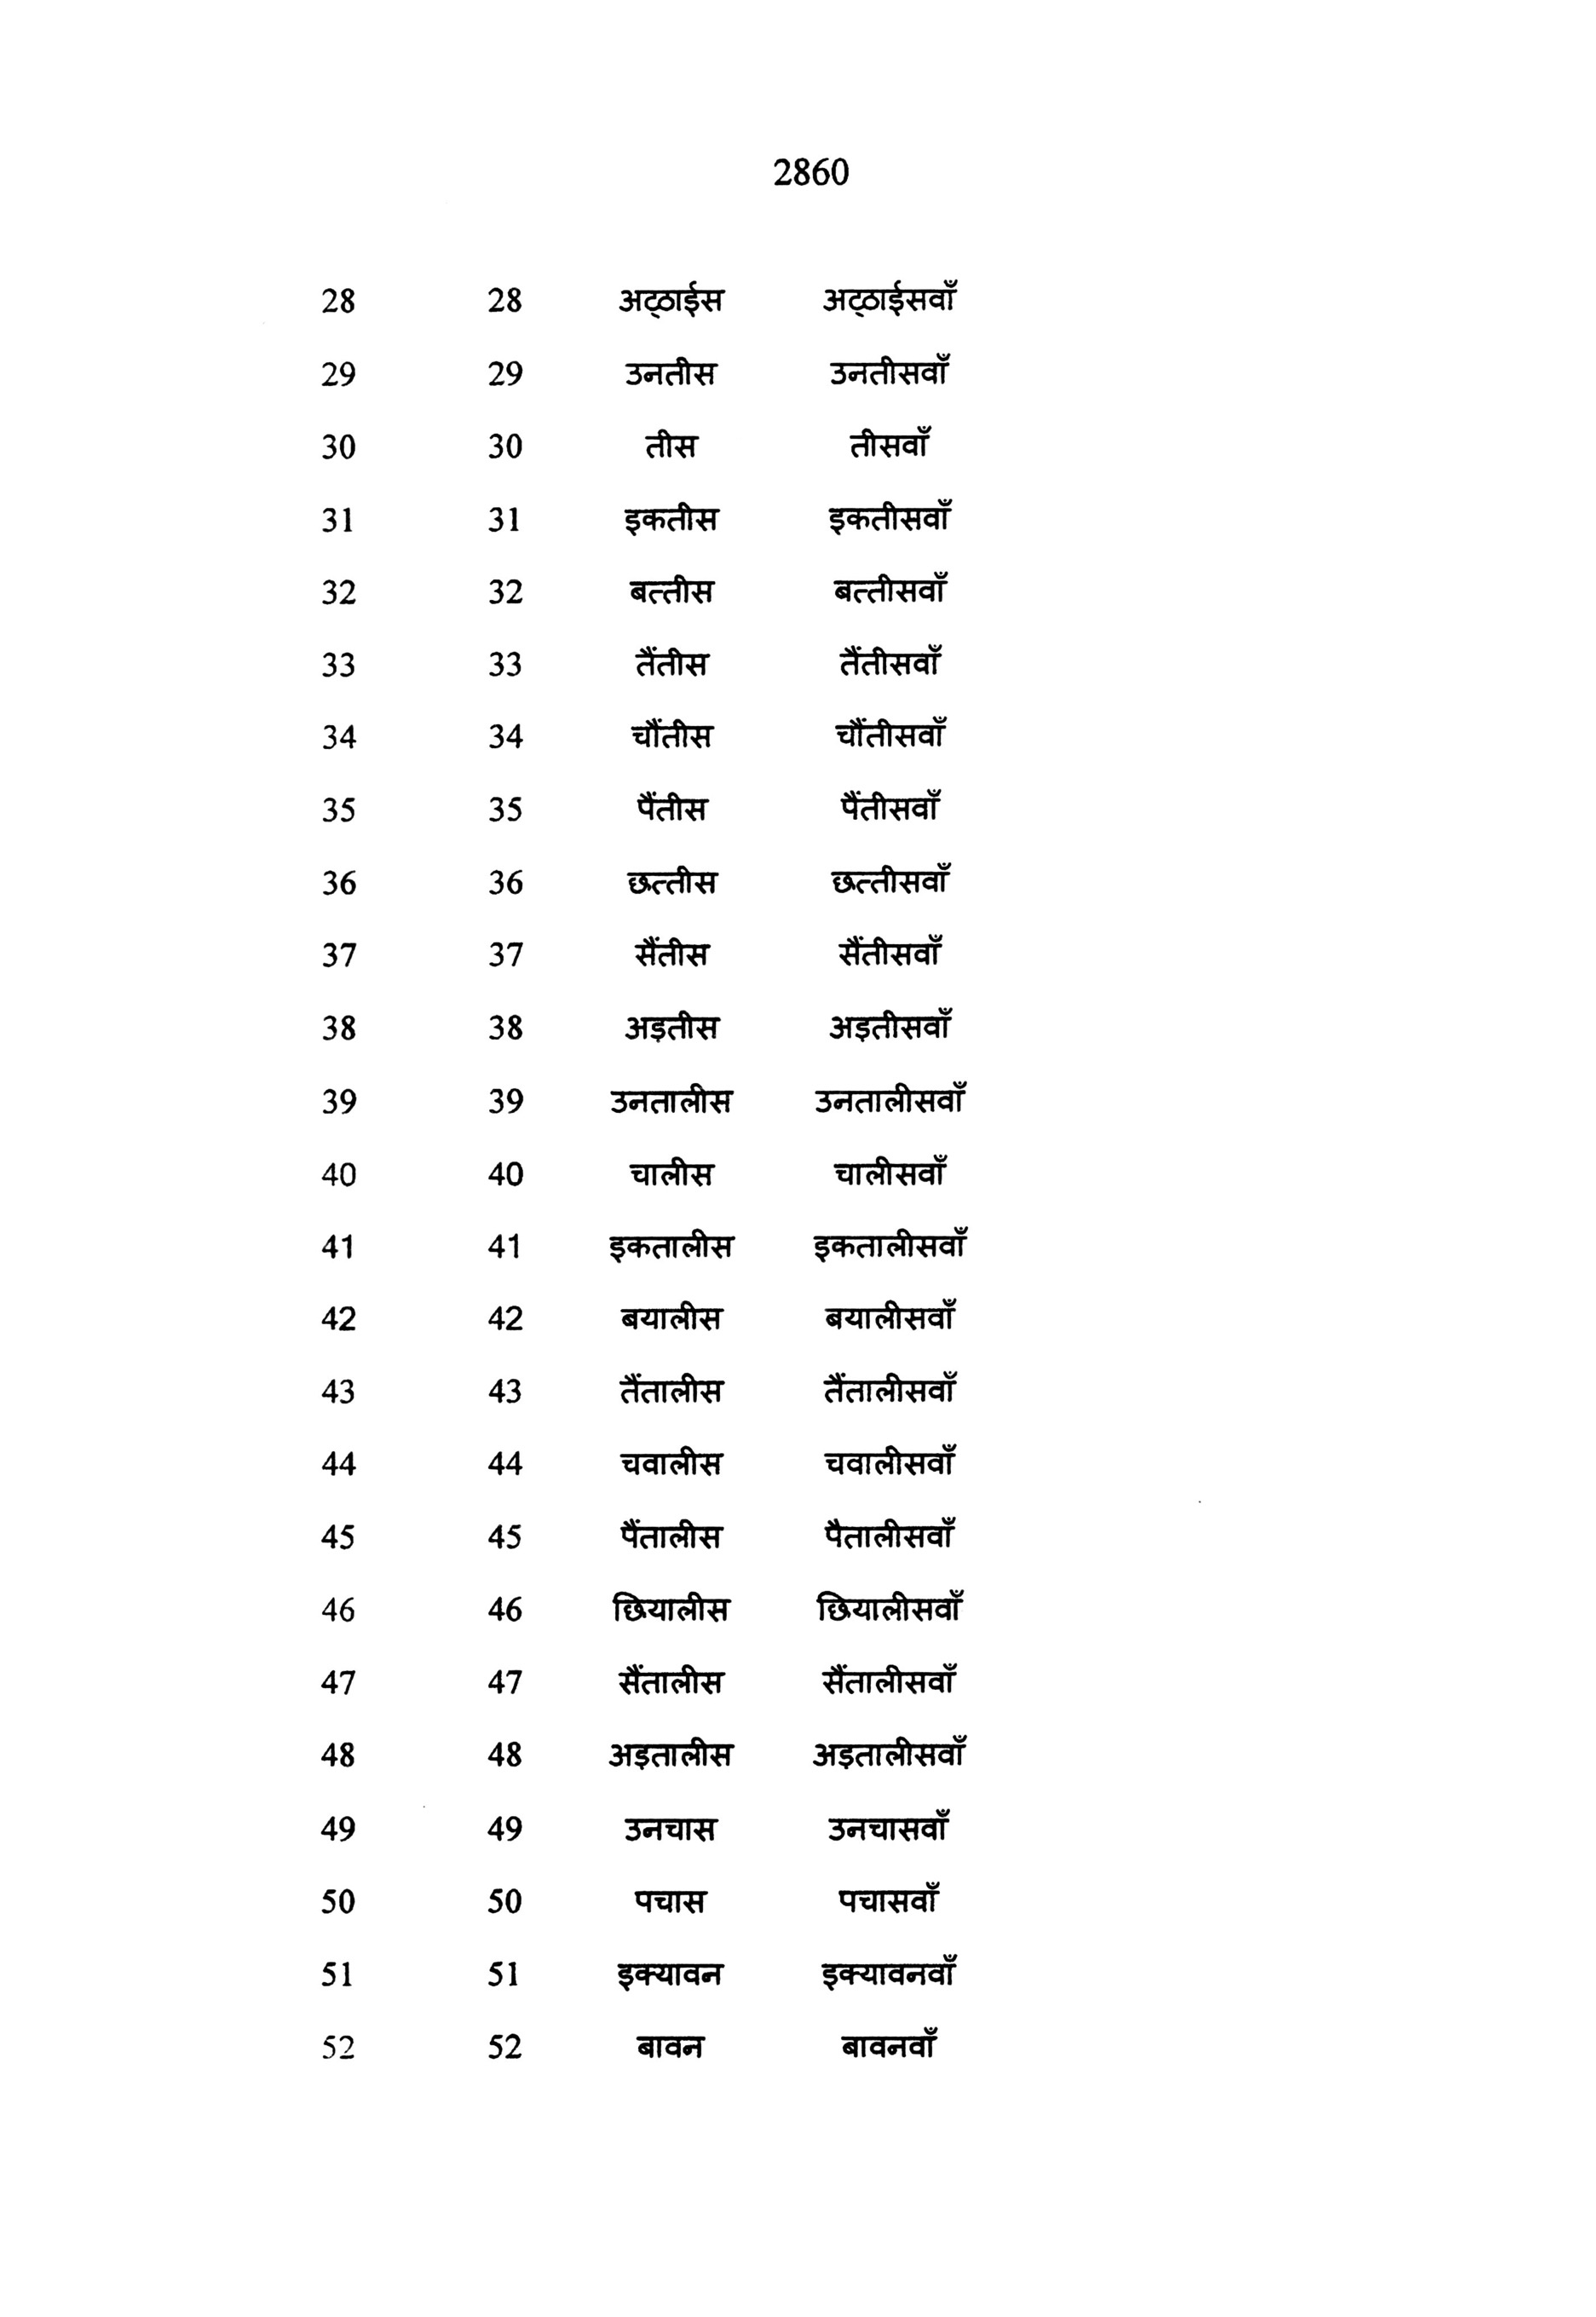 2860
28 28 अट्ठाईस अट्ठाईसवाँ
29 29 उनतीस उनतीसवाँ
30 30 तीस तीसवाँ
31 31 इकतीस इकतीसवाँ
32 32 बत्तीस बत्तीसवाँ
33 33 तैंतीस तैंतीसवाँ
34 34 चौंतीस चौंतीसवाँ
35 35 पैंतीस पैंतीसवाँ
36 36 छत्तीस छत्तीसवाँ
37 37 सैंतीस सैंतीसवाँ
38 38 अड़तीस अड़तीसवाँ
39 39 उनतालीस उनतालीसवाँ
40 40 चालीस चालीसवाँ
41 41 इकतालीस इकतालीसवाँ
42 42 बयालीस बयालीसवाँ
43 43 तैंतालीस तैंतालीसवाँ
44 44 चवालीस चवालीसवाँ
45 45 पैंतालीस पैतालीसवाँ
46 46 छियालीस छियालीसवाँ
47 47 सैंतालीस सैंतालीसवाँ
48 48 अड़तालीस अड़तालीसवाँ
49 49 उनचास उनचासवाँ
50 50 पचास पचासवाँ
51 51 इक्यावन इक्यावनवाँ
52 52 बावन बावनवाँ